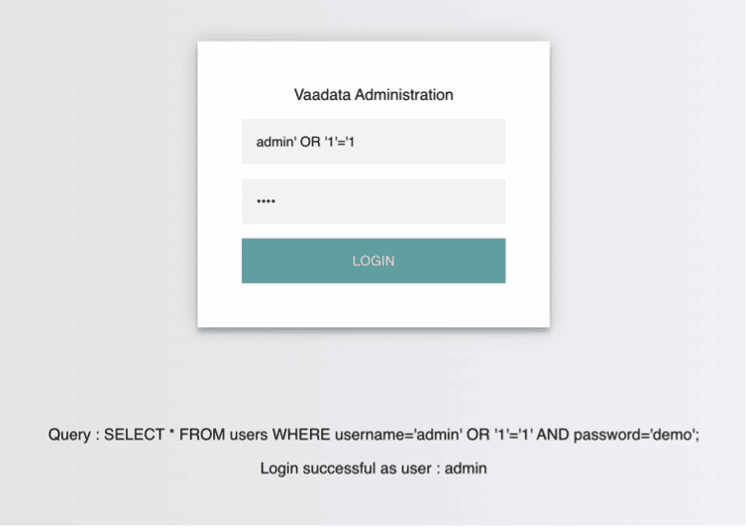 Vaadata Administration
admin' OR '1'='1
••••
LOGIN
Query : SELECT * FROM users WHERE username='admin' OR '1'='1' AND password='demo';
Login successful as user : admin